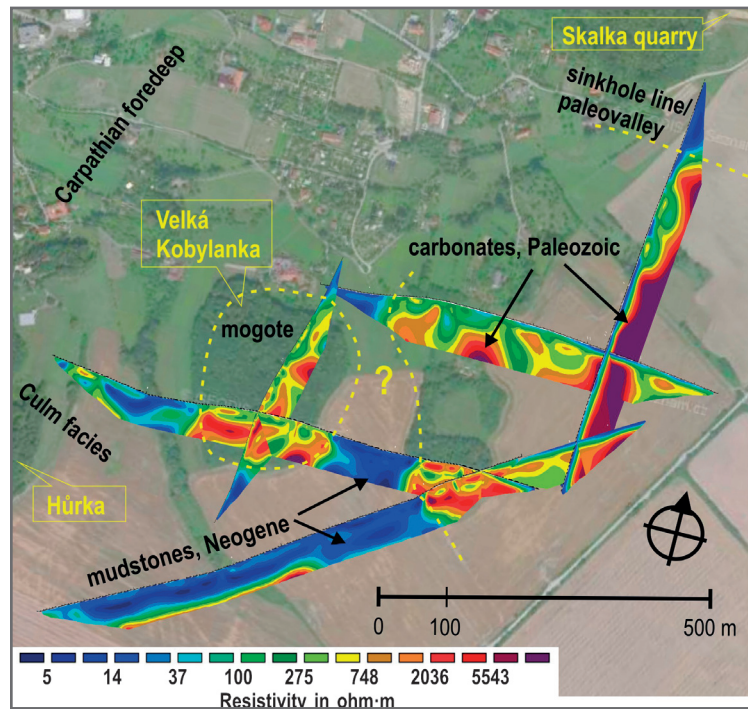 Skalka quarry
sinkhole line/
paleovalley
Carpathian foredeep
Velká
Kobylanka
carbonates, Paleozoic
mogote
?
Culm facies
Hůrka
mudstones, Neogene
0 100 500 m
5 14 37 100 275 748 2036 5543
Resistivity in ohm·m